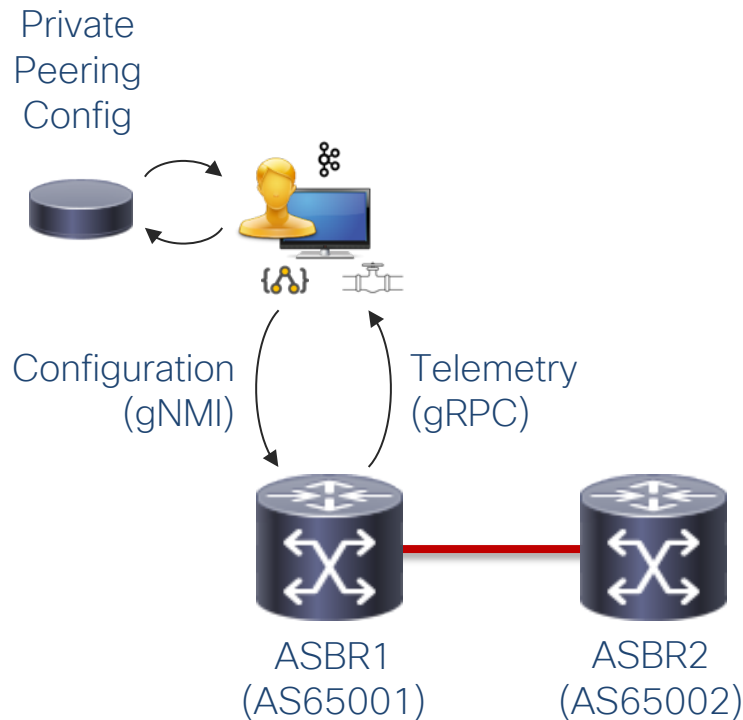 Private
Peering
Config
Configuration
(gNMI)
Telemetry
(gRPC)
ASBR1
(AS65001)
ASBR2
(AS65002)